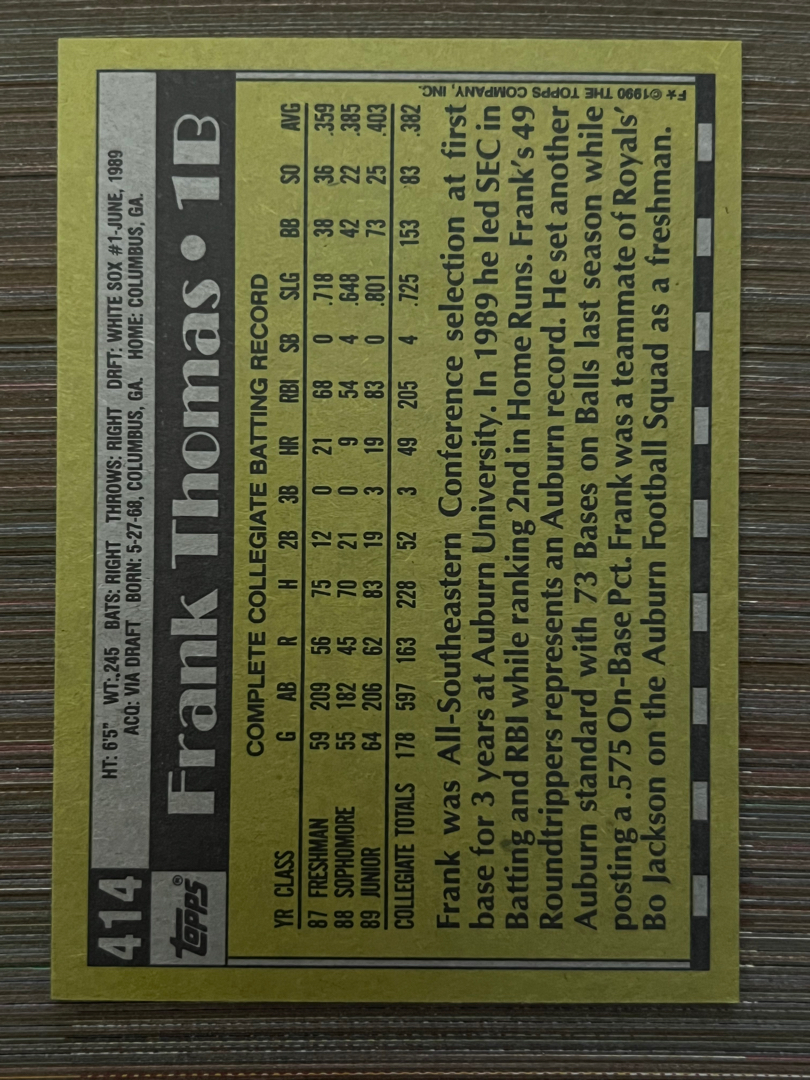 414
HT: 6'5" WT: 245 BATS: RIGHT THROWS: RIGHT DRFT: WHITE SOX #1-JUNE, 1989
ACQ: VIA DRAFT BORN: 5-27-68, COLUMBUS, GA. HOME: COLUMBUS, GA.
TOPPS®
Frank Thomas • 1B
COMPLETE COLLEGIATE BATTING RECORD
YR CLASS G AB R H 2B 3B HR RBI SB SLG BB SO AVG
87 FRESHMAN 59 209 56 75 12 0 21 68 0 .718 38 36 .359
88 SOPHOMORE 55 182 45 70 21 0 9 54 4 .648 42 22 .385
89 JUNIOR 64 206 62 83 19 3 19 83 0 .801 73 25 .403
COLLEGIATE TOTALS 178 597 163 228 52 3 49 205 4 .725 153 83 .382
Frank was All-Southeastern Conference selection at first
base for 3 years at Auburn University. In 1989 he led SEC in
Batting and RBI while ranking 2nd in Home Runs. Frank's 49
Roundtrippers represents an Auburn record. He set another
Auburn standard with 73 Bases on Balls last season while
posting a .575 On-Base Pct. Frank was a teammate of Royals'
Bo Jackson on the Auburn Football Squad as a freshman.
F★©1990 THE TOPPS COMPANY, INC.